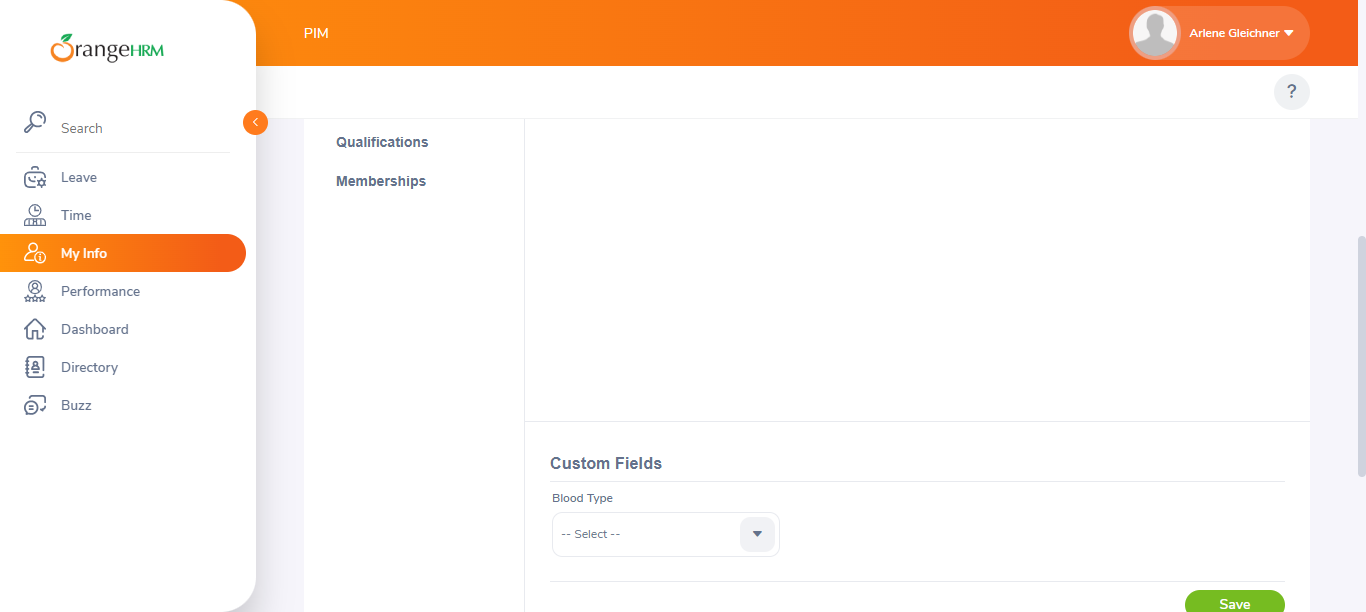 OrangeHRM
PIM
Arlene Gleichner
?
Search
Leave
Time
My Info
Performance
Dashboard
Directory
Buzz
Qualifications
Memberships
Custom Fields
Blood Type
-- Select --
Save